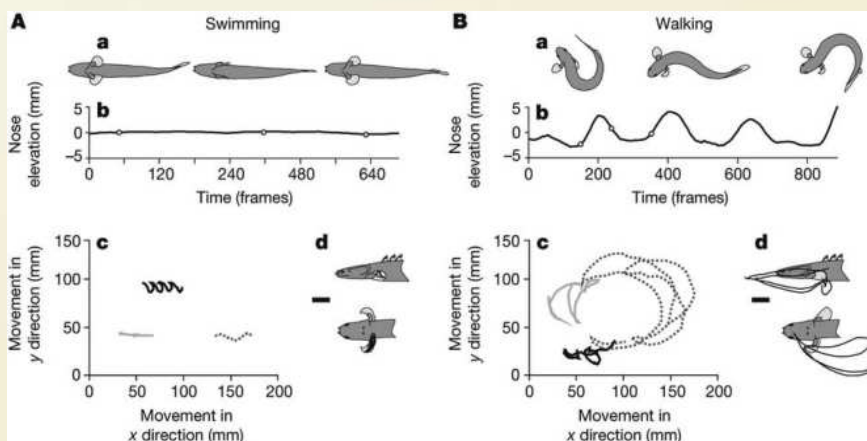 A Swimming
a
b
Nose
elevation (mm)
5
0
−5
0 120 240 480 640
Time (frames)
c
Movement in
y direction (mm)
150
100
50
0
0 50 100 150 200
Movement in
x direction (mm)
d
B Walking
a
b
Nose
elevation (mm)
5
0
−5
0 200 400 600 800
Time (frames)
c
Movement in
y direction (mm)
150
100
50
0
0 50 100 150 200
Movement in
x direction (mm)
d